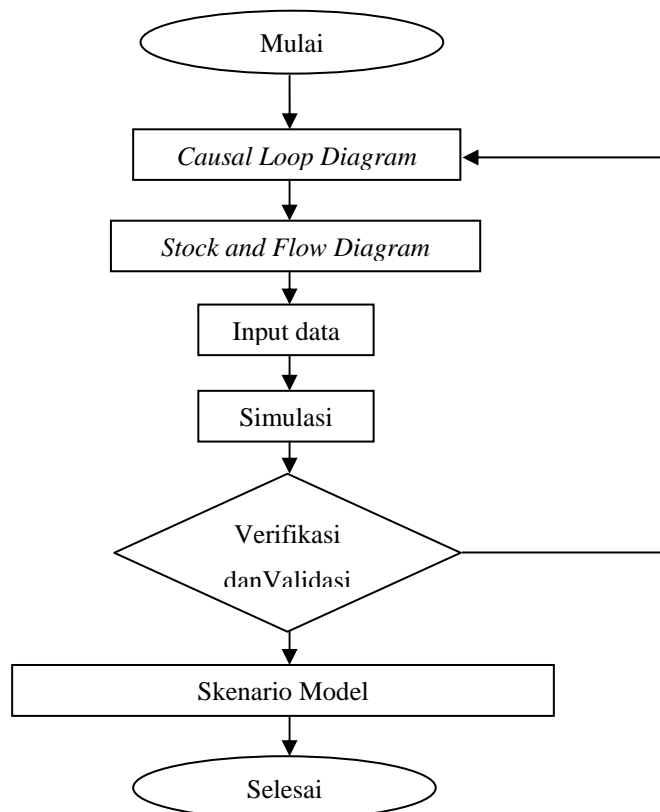 Mulai
Causal Loop Diagram
Stock and Flow Diagram
Input data
Simulasi
Verifikasi
danValidasi
Skenario Model
Selesai